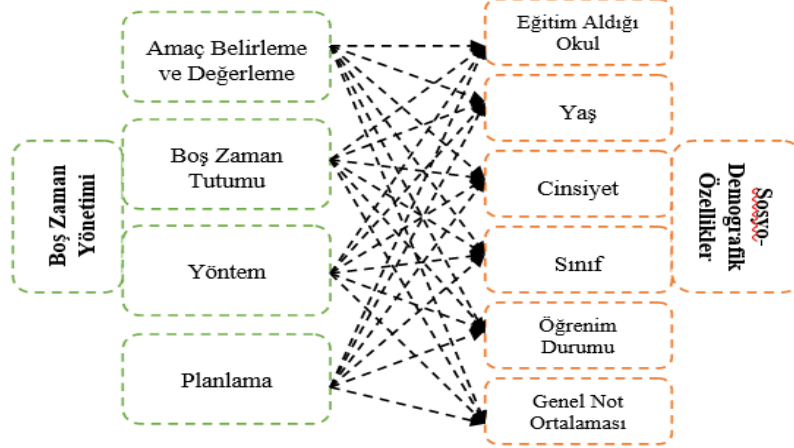 Boş Zaman
Yönetimi
Amaç Belirleme
ve Değerleme
Boş Zaman
Tutumu
Yöntem
Planlama
Eğitim Aldığı
Okul
Yaş
Cinsiyet
Sınıf
Öğrenim
Durumu
Genel Not
Ortalaması
Sosyo-
Demografik
Özellikler